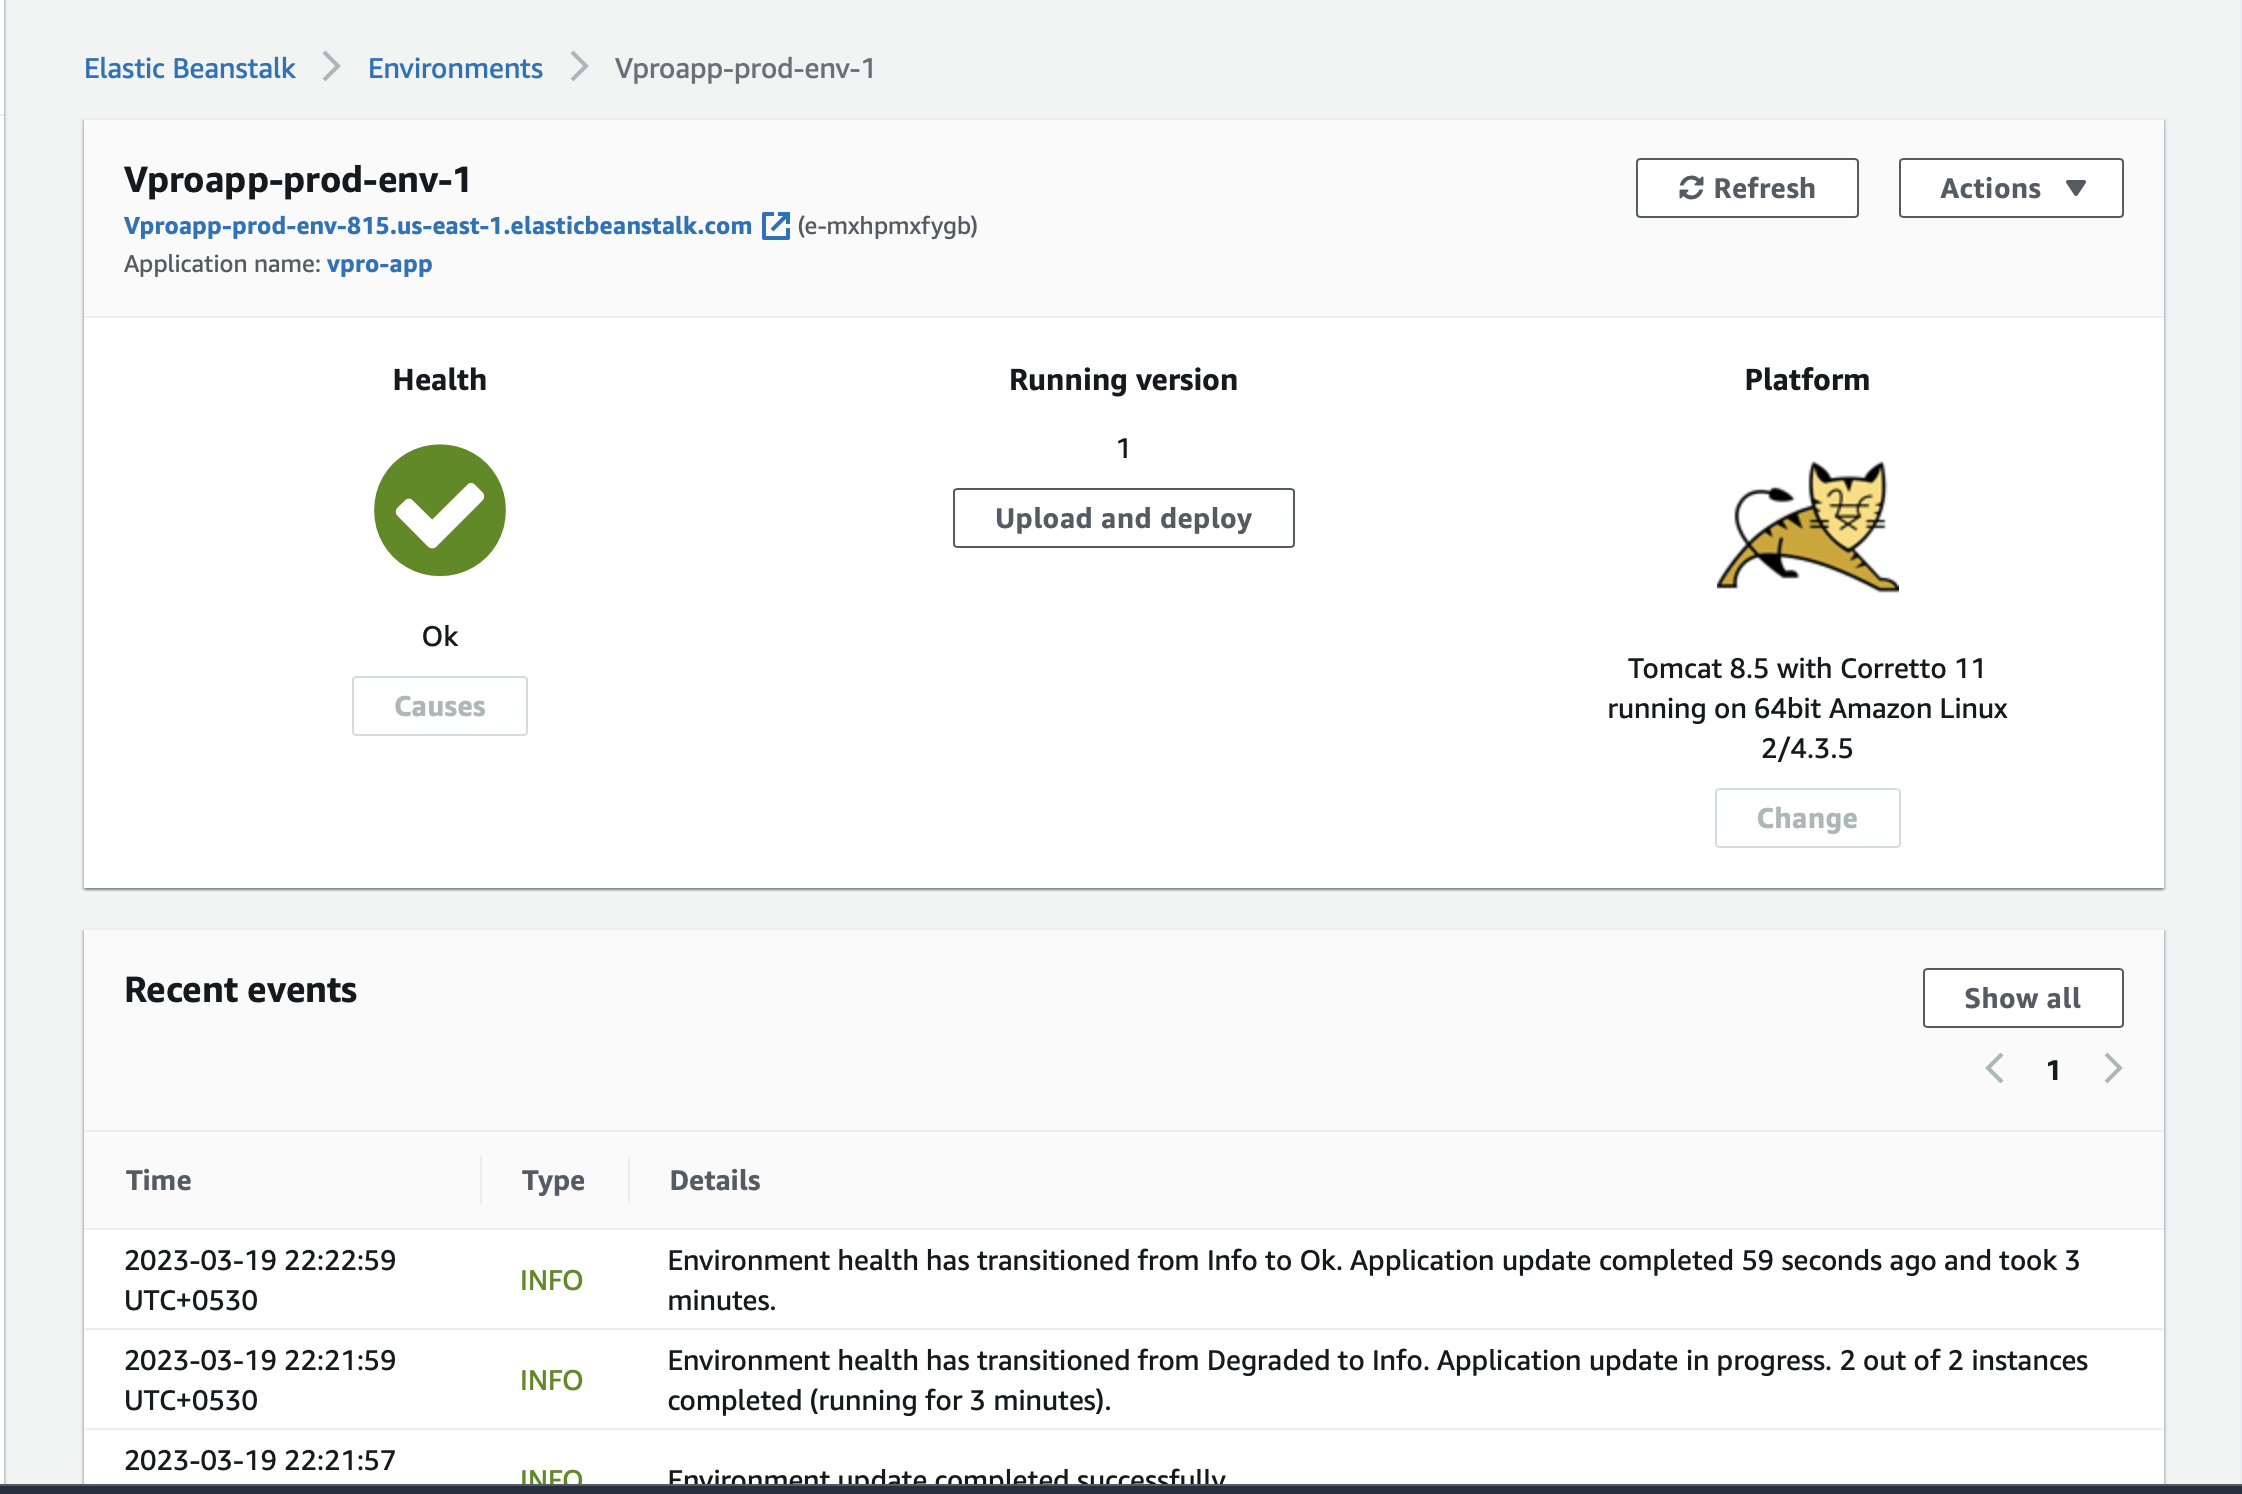 Elastic Beanstalk > Environments > Vproapp-prod-env-1
Vproapp-prod-env-1
Refresh
Actions ▼
Vproapp-prod-env-815.us-east-1.elasticbeanstalk.com (e-mxhpmxfygb)
Application name: vpro-app
Health
Ok
Causes
Running version
1
Upload and deploy
Platform
Tomcat 8.5 with Corretto 11
running on 64bit Amazon Linux
2/4.3.5
Change
Recent events
Show all
< 1 >
Time Type Details
2023-03-19 22:22:59
UTC+0530
INFO
Environment health has transitioned from Info to Ok. Application update completed 59 seconds ago and took 3
minutes.
2023-03-19 22:21:59
UTC+0530
INFO
Environment health has transitioned from Degraded to Info. Application update in progress. 2 out of 2 instances
completed (running for 3 minutes).
2023-03-19 22:21:57
INFO
Environment update completed successfully.